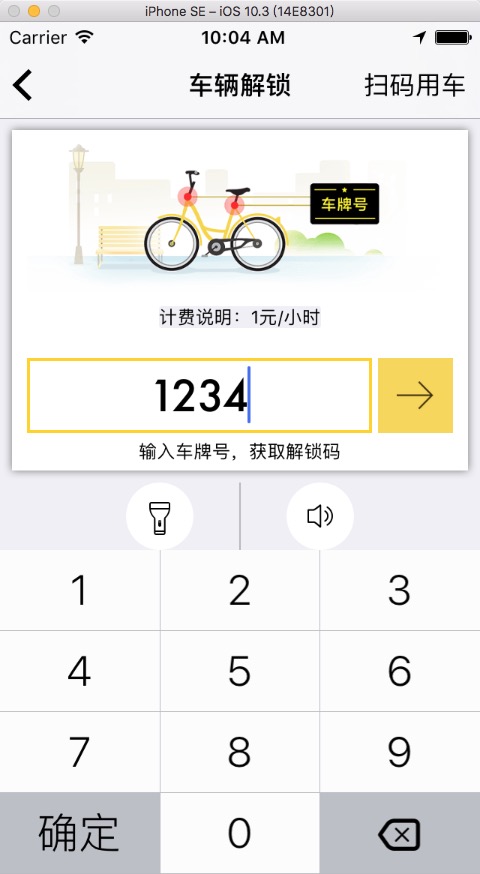 iPhone SE – iOS 10.3 (14E8301)
Carrier 10:04 AM
车辆解锁 扫码用车
车牌号
计费说明：1元/小时
1234
输入车牌号，获取解锁码
1 2 3
4 5 6
7 8 9
确定 0